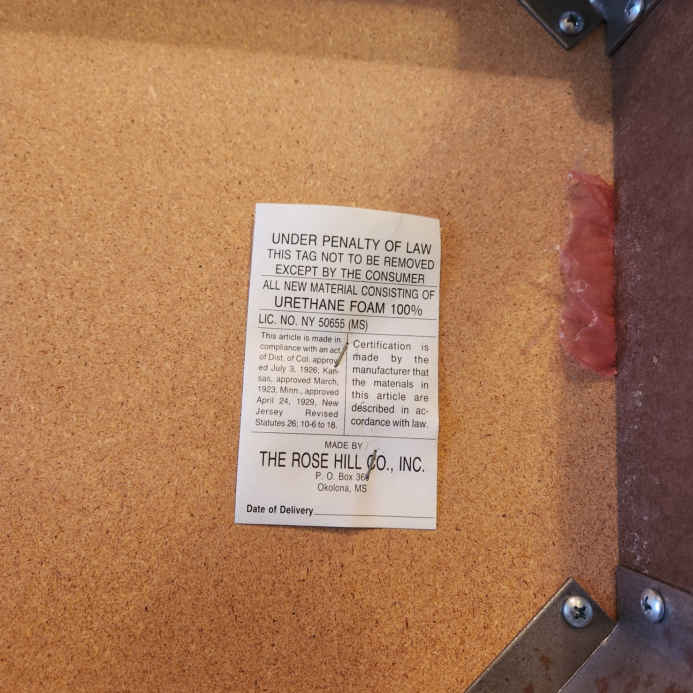 UNDER PENALTY OF LAW
THIS TAG NOT TO BE REMOVED
EXCEPT BY THE CONSUMER
ALL NEW MATERIAL CONSISTING OF
URETHANE FOAM 100%
LIC. NO. NY 50655 (MS)
This article is made in
compliance with an act
of Dist. of Col. approv-
ed July 3, 1926, Kan-
sas, approved March,
1923, Minn., approved
April 24, 1929, New
Jersey Revised
Statutes 26; 10-6 to 18.
Certification is
made by the
manufacturer that
the materials in
this article are
described in ac-
cordance with law.
MADE BY
THE ROSE HILL CO., INC.
P. O. Box
Okolona, MS
Date of Delivery